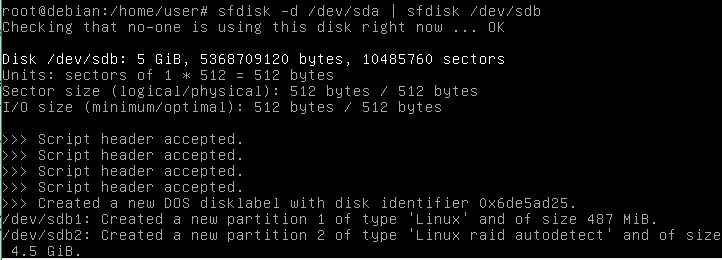 root@debian:/home/user# sfdisk -d /dev/sda | sfdisk /dev/sdb
Checking that no-one is using this disk right now ... OK
Disk /dev/sdb: 5 GiB, 5368709120 bytes, 10485760 sectors
Units: sectors of 1 * 512 = 512 bytes
Sector size (logical/physical): 512 bytes / 512 bytes
I/O size (minimum/optimal): 512 bytes / 512 bytes
>>> Script header accepted.
>>> Script header accepted.
>>> Script header accepted.
>>> Script header accepted.
>>> Created a new DOS disklabel with disk identifier 0x6de5ad25.
/dev/sdb1: Created a new partition 1 of type 'Linux' and of size 487 MiB.
/dev/sdb2: Created a new partition 2 of type 'Linux raid autodetect' and of size
 4.5 GiB.